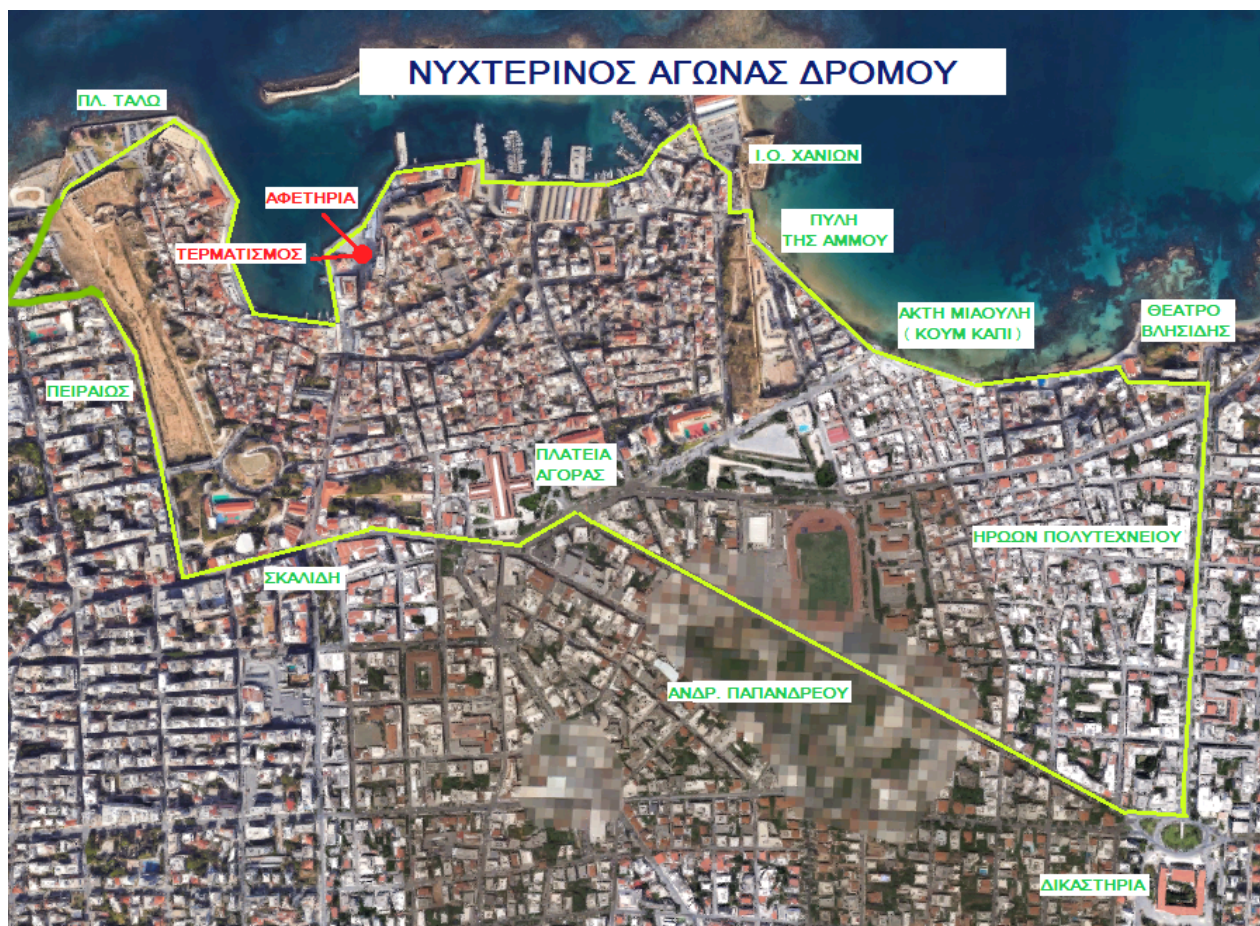 ΝΥΧΤΕΡΙΝΟΣ ΑΓΩΝΑΣ ΔΡΟΜΟΥ
ΠΛ. ΤΑΛΩ
Ι.Ο. ΧΑΝΙΩΝ
ΑΦΕΤΗΡΙΑ
ΤΕΡΜΑΤΙΣΜΟΣ
ΠΥΛΗ
ΤΗΣ ΑΜΜΟΥ
ΑΚΤΗ ΜΙΑΟΥΛΗ
( ΚΟΥΜ ΚΑΠΙ )
ΘΕΑΤΡΟ
ΒΛΗΣΙΔΗΣ
ΠΕΙΡΑΙΩΣ
ΠΛΑΤΕΙΑ
ΑΓΟΡΑΣ
ΗΡΩΩΝ ΠΟΛΥΤΕΧΝΕΙΟΥ
ΣΚΑΛΙΔΗ
ΑΝΔΡ. ΠΑΠΑΝΔΡΕΟΥ
ΔΙΚΑΣΤΗΡΙΑ